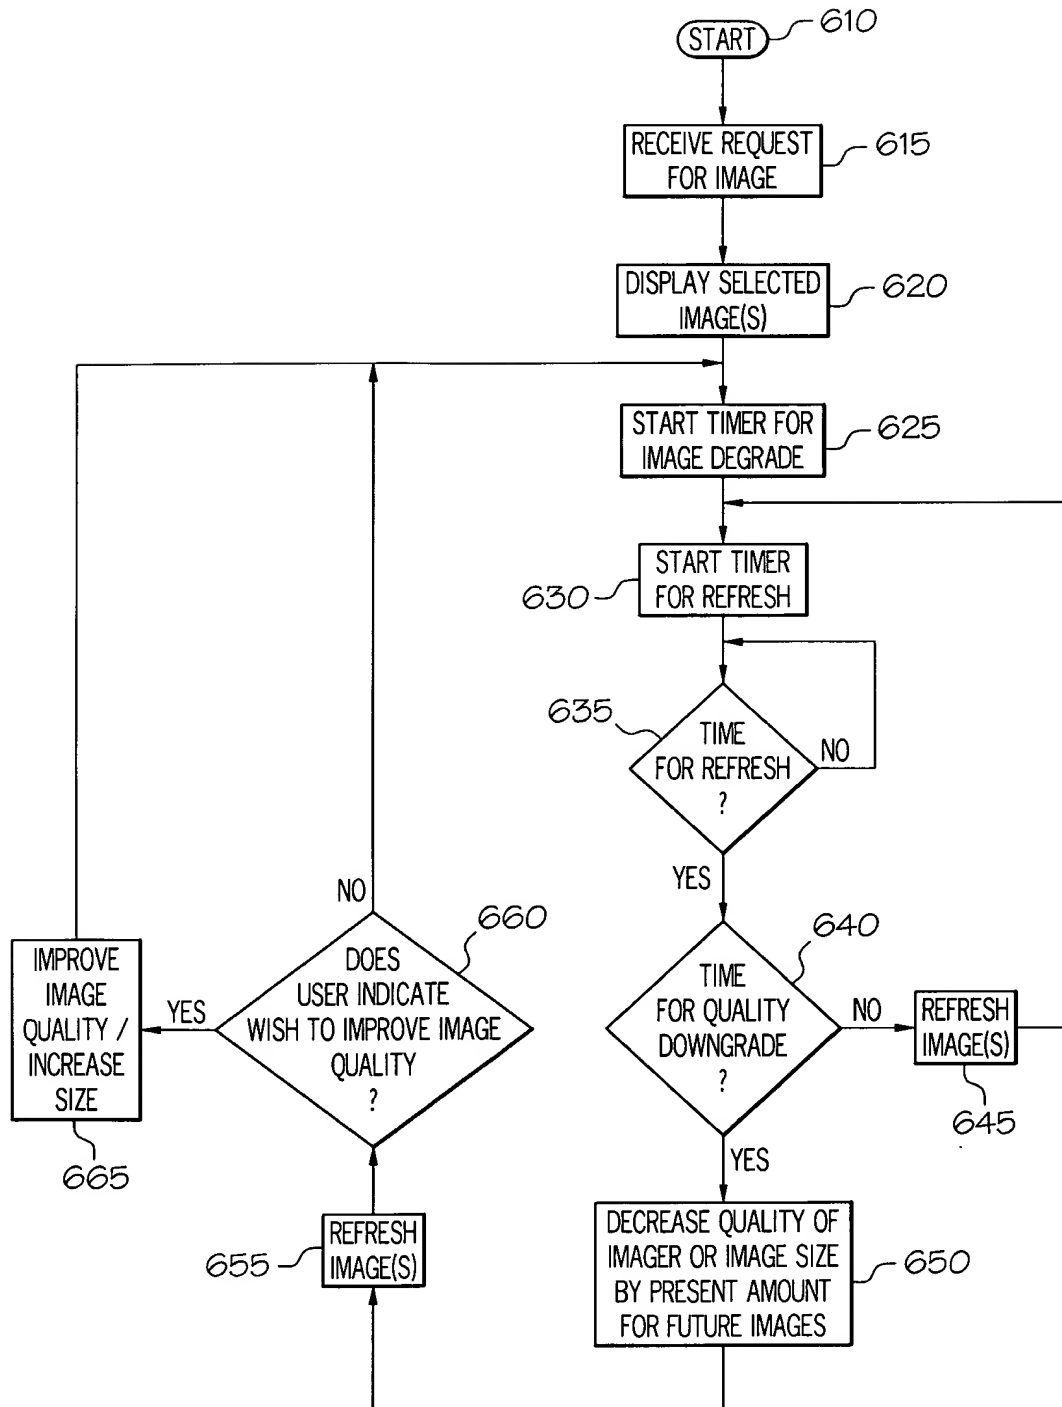 START
610
RECEIVE REQUEST
FOR IMAGE
615
DISPLAY SELECTED
IMAGE(S)
620
START TIMER FOR
IMAGE DEGRADE
625
START TIMER
FOR REFRESH
630
635
TIME
FOR REFRESH
?
NO
YES
640
TIME
FOR QUALITY
DOWNGRADE
?
NO
REFRESH
IMAGE(S)
645
YES
DECREASE QUALITY OF
IMAGER OR IMAGE SIZE
BY PRESENT AMOUNT
FOR FUTURE IMAGES
650
REFRESH
IMAGE(S)
655
NO
660
DOES
USER INDICATE
WISH TO IMPROVE IMAGE
QUALITY
?
YES
IMPROVE
IMAGE
QUALITY /
INCREASE
SIZE
665